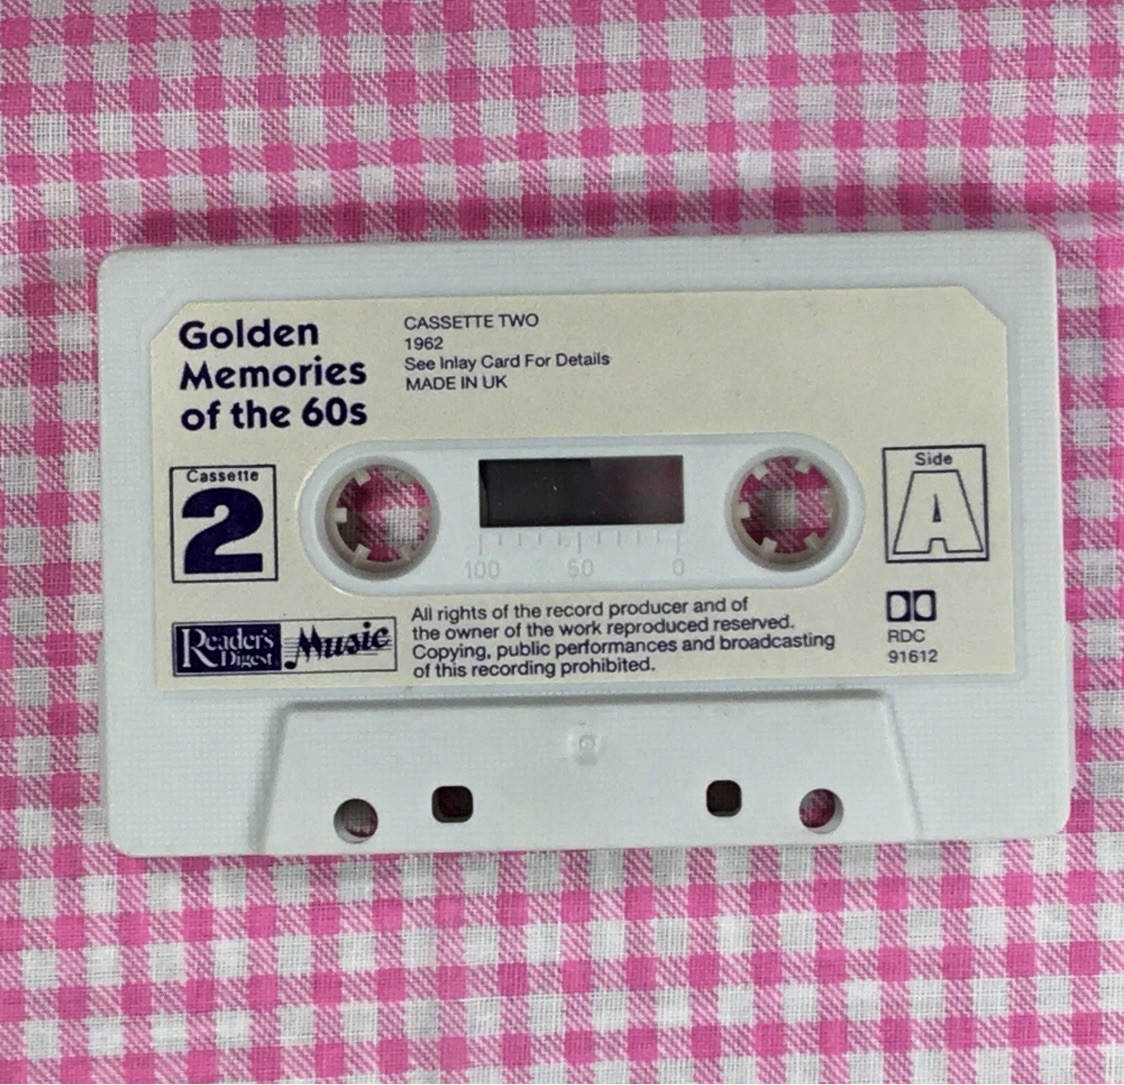 Golden
Memories
of the 60s
CASSETTE TWO
1962
See Inlay Card For Details
MADE IN UK
Cassette
2
Side
A
100 50 0
Reader's
Digest
Music
All rights of the record producer and of
the owner of the work reproduced reserved.
Copying, public performances and broadcasting
of this recording prohibited.
RDC
91612